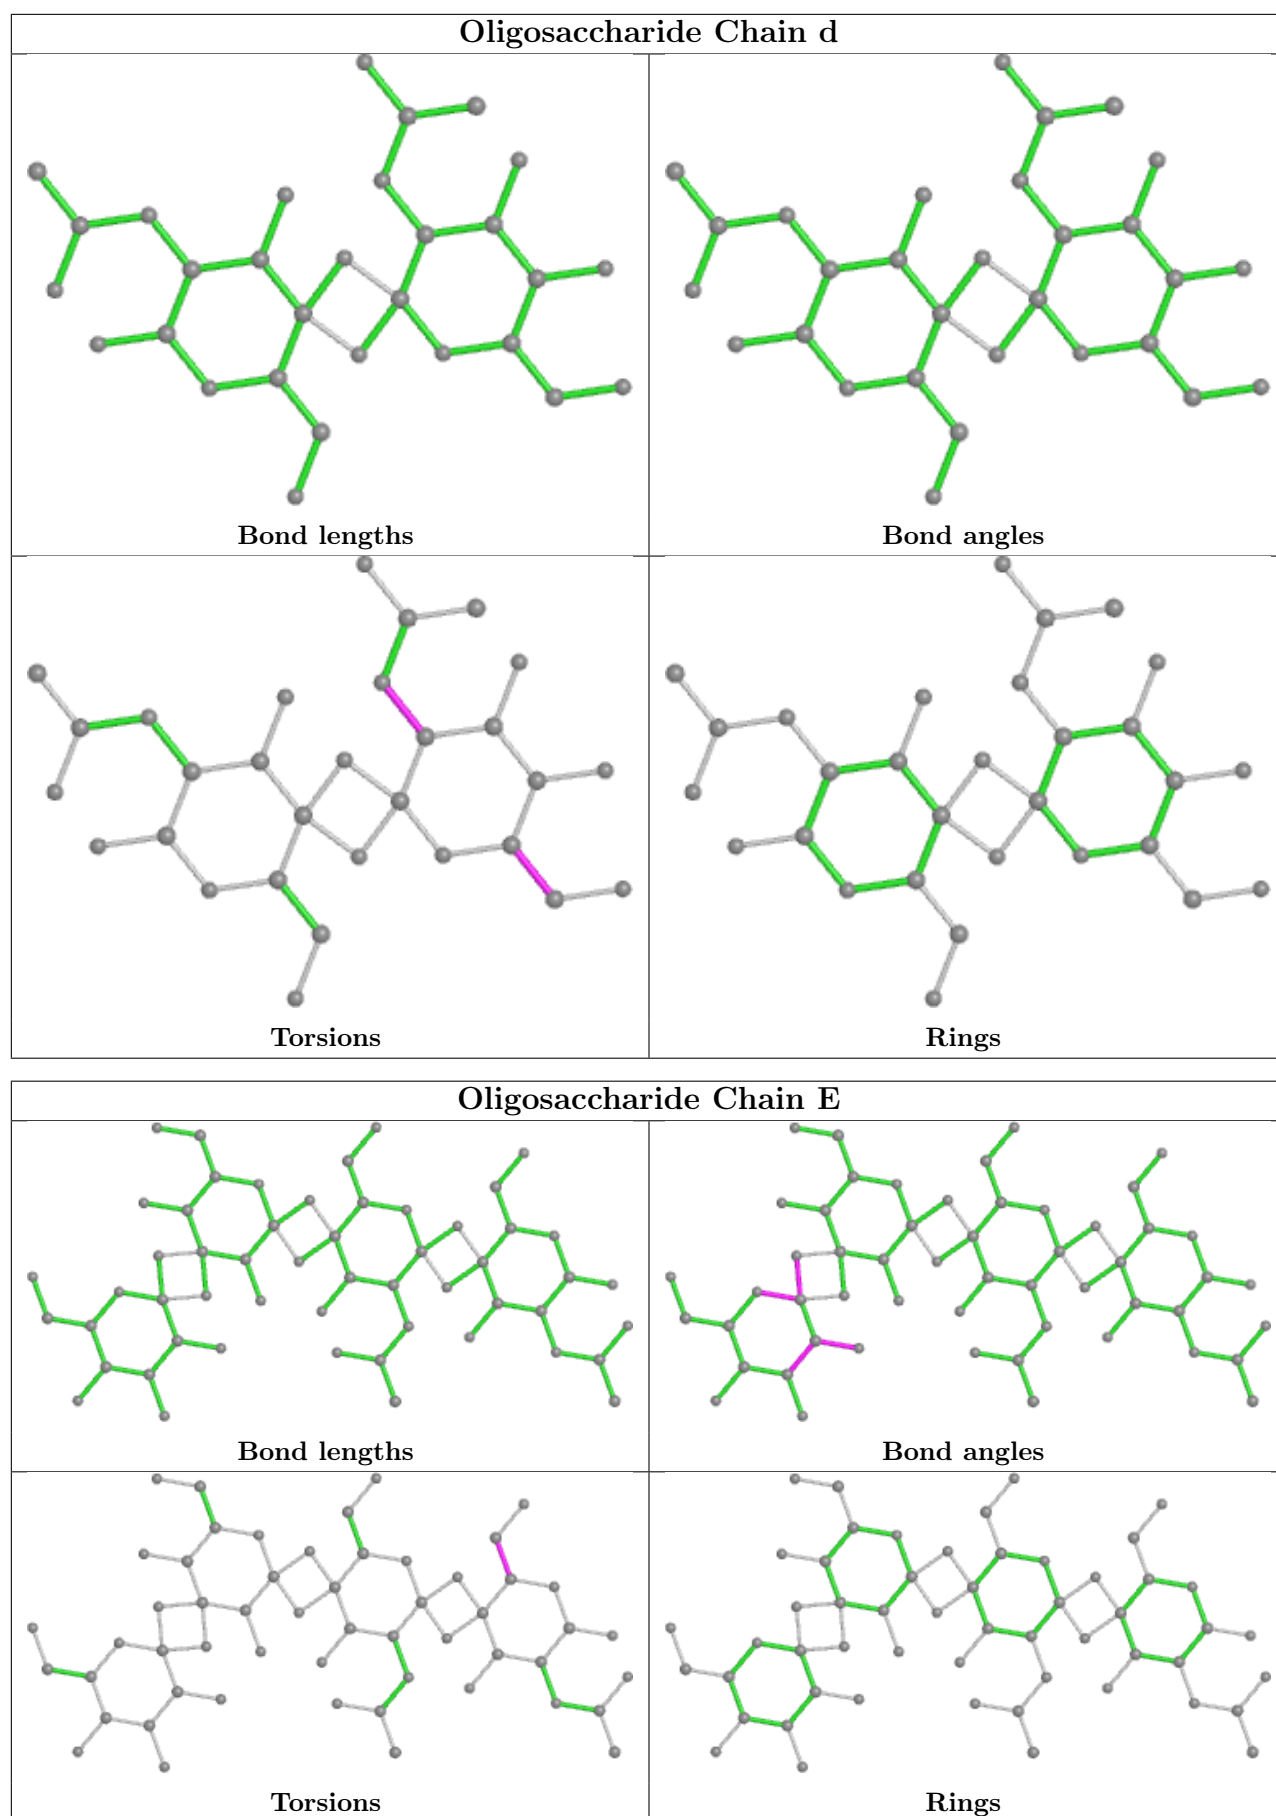 Oligosaccharide Chain d
Bond lengths
Bond angles
Torsions
Rings
Oligosaccharide Chain E
Bond lengths
Bond angles
Torsions
Rings